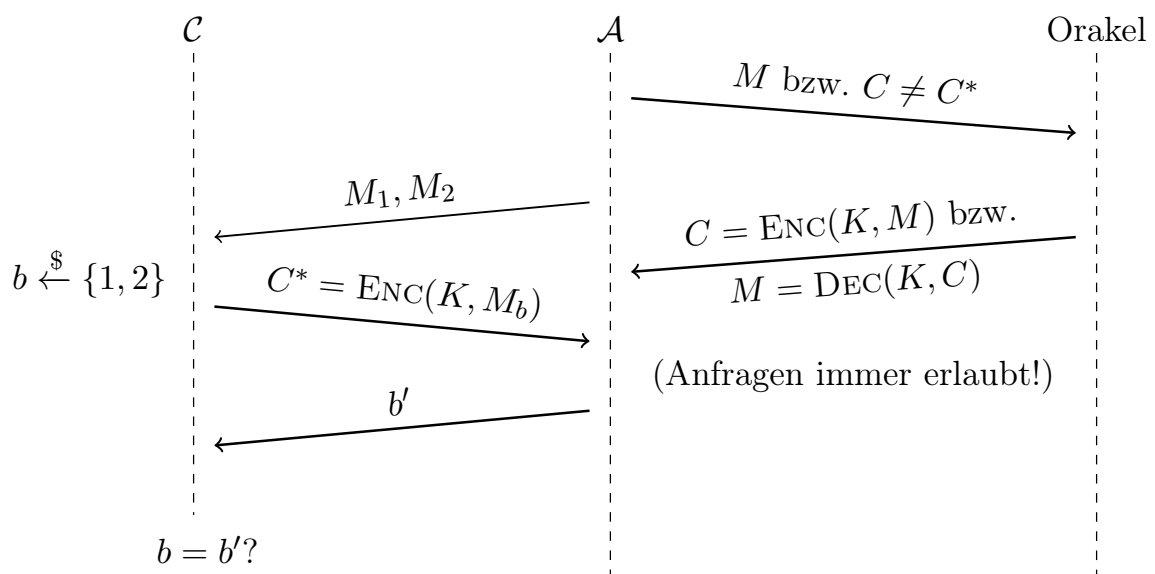 𝒞
𝒜
Orakel
M bzw. C ≠ C*
M₁, M₂
C = ENC(K, M) bzw.
M = DEC(K, C)
b ←$ {1, 2}
C* = ENC(K, M_b)
(Anfragen immer erlaubt!)
b′
b = b′?